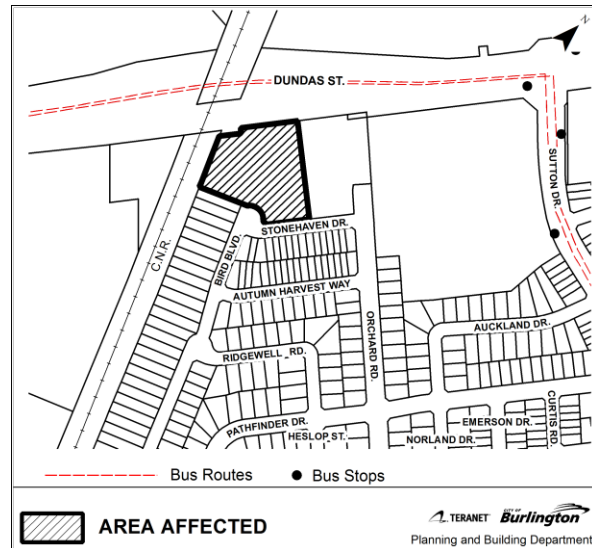 N
DUNDAS ST.
SUTTON DR.
C.N.R.
STONEHAVEN DR.
BIRD BLVD.
AUTUMN HARVEST WAY
ORCHARD RD.
AUCKLAND DR.
RIDGEWELL RD.
PATHFINDER DR.
HESLOP ST.
NORLAND DR.
EMERSON DR.
CURTIS RD.
Bus Routes
Bus Stops
AREA AFFECTED
TERANET
CITY OF
Burlington
Planning and Building Department